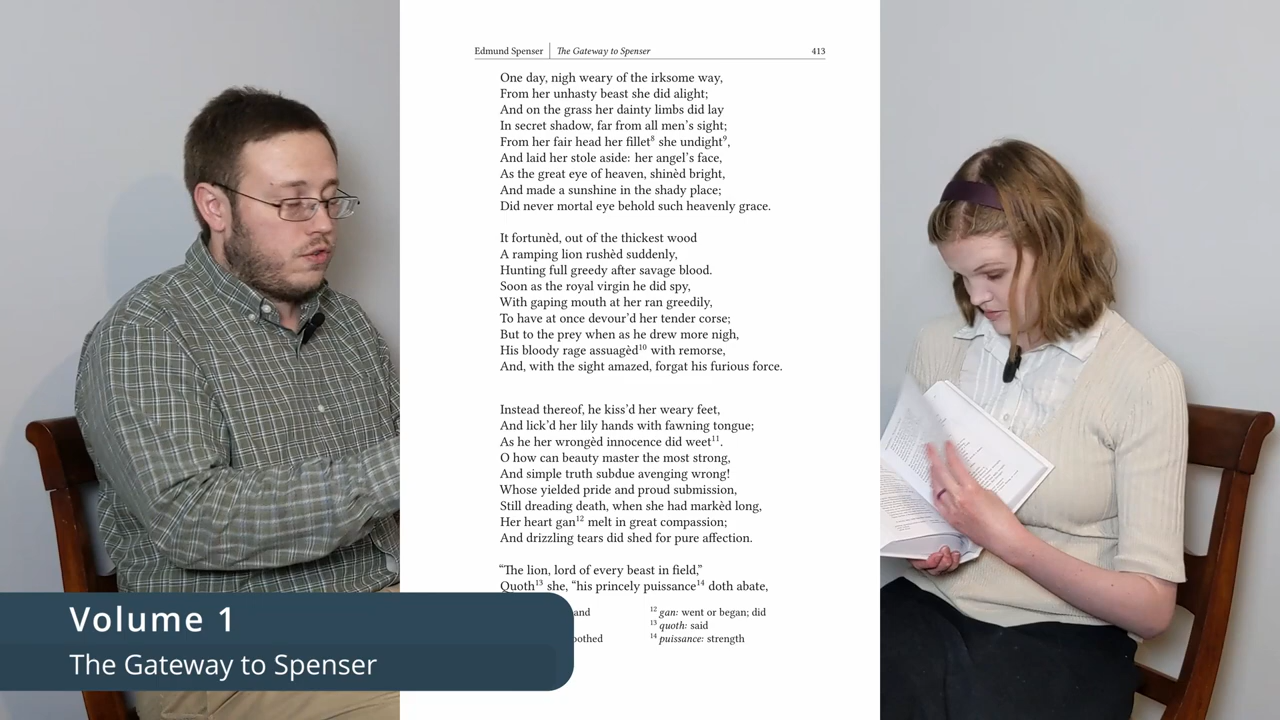 Edmund Spenser | The Gateway to Spenser 413
One day, nigh weary of the irksome way,
From her unhasty beast she did alight;
And on the grass her dainty limbs did lay
In secret shadow, far from all men’s sight;
From her fair head her fillet⁸ she undight⁹,
And laid her stole aside: her angel’s face,
As the great eye of heaven, shinèd bright,
And made a sunshine in the shady place;
Did never mortal eye behold such heavenly grace.
It fortunèd, out of the thickest wood
A ramping lion rushèd suddenly,
Hunting full greedy after savage blood.
Soon as the royal virgin he did spy,
With gaping mouth at her ran greedily,
To have at once devour’d her tender corse;
But to the prey when as he drew more nigh,
His bloody rage assuagèd¹⁰ with remorse,
And, with the sight amazed, forgat his furious force.
Instead thereof, he kiss’d her weary feet,
And lick’d her lily hands with fawning tongue;
As he her wrongèd innocence did weet¹¹.
O how can beauty master the most strong,
And simple truth subdue avenging wrong!
Whose yielded pride and proud submission,
Still dreading death, when she had markèd long,
Her heart gan¹² melt in great compassion;
And drizzling tears did shed for pure affection.
“The lion, lord of every beast in field,”
Quoth¹³ she, “his princely puissance¹⁴ doth abate,
and
oothed
¹² gan: went or began; did
¹³ quoth: said
¹⁴ puissance: strength
Volume 1
The Gateway to Spenser